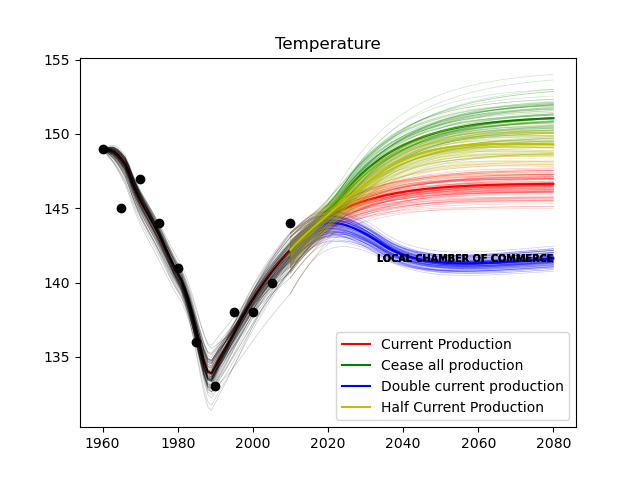 Temperature
155
150
145
140
135
LOCAL CHAMBER OF COMMERCE
Current Production
Cease all production
Double current production
Half Current Production
1960 1980 2000 2020 2040 2060 2080